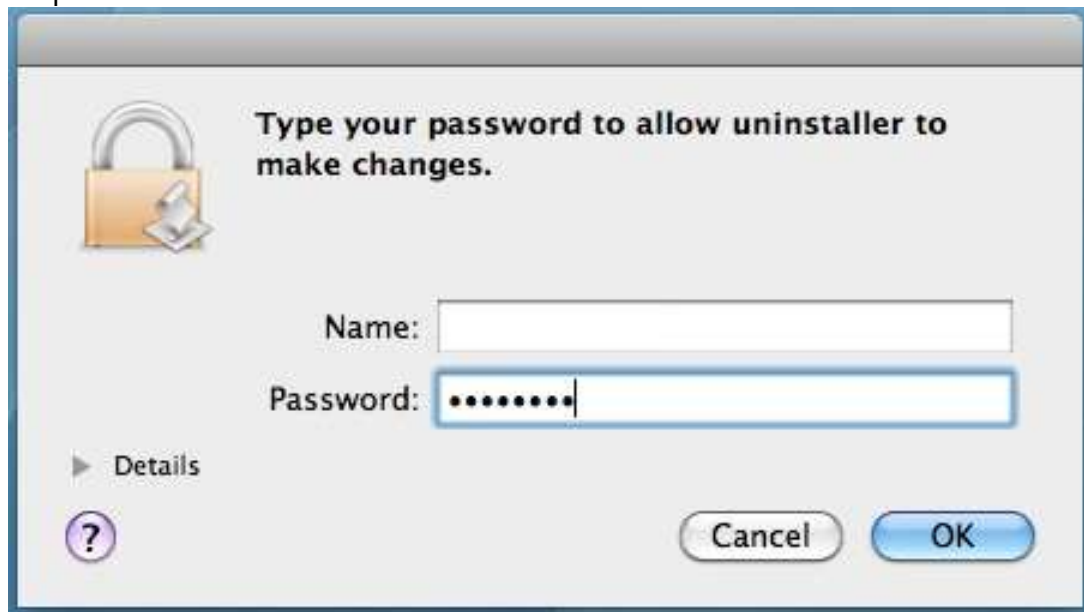 Type your password to allow uninstaller to
make changes.
Name:
Password: ••••••••
Details
?
Cancel OK